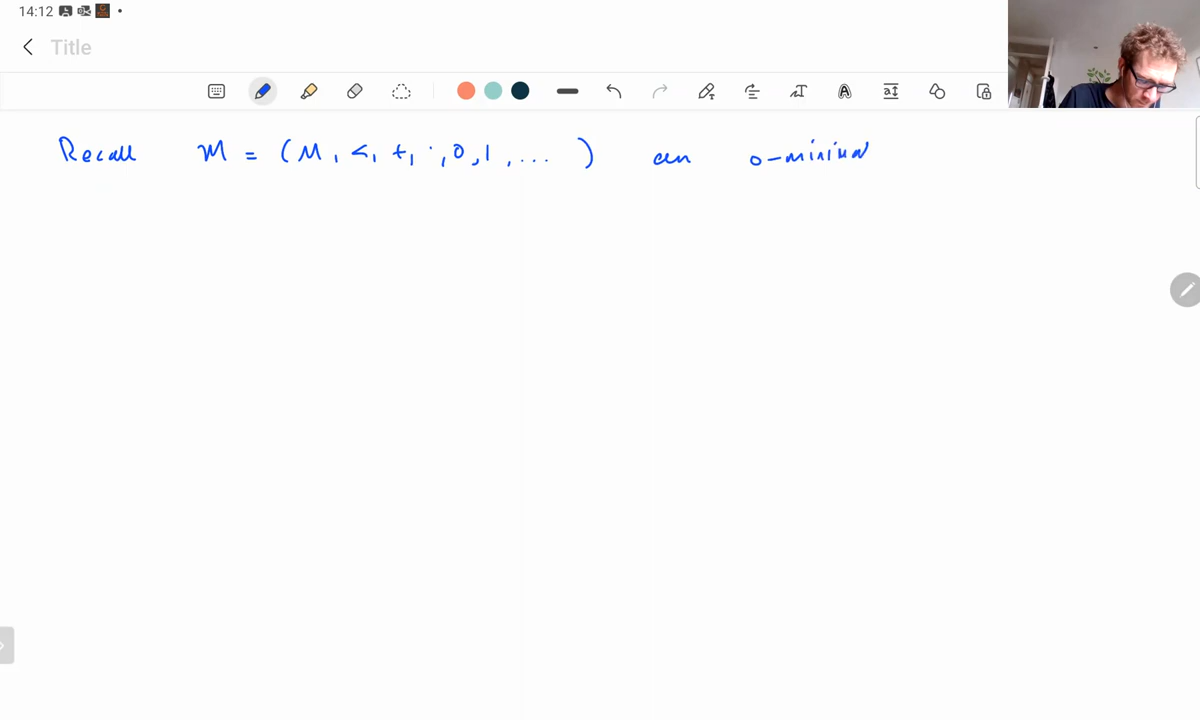 14:12
Title
Recall M = (M, <, +, ·, 0, 1, ... ) an o-minimal